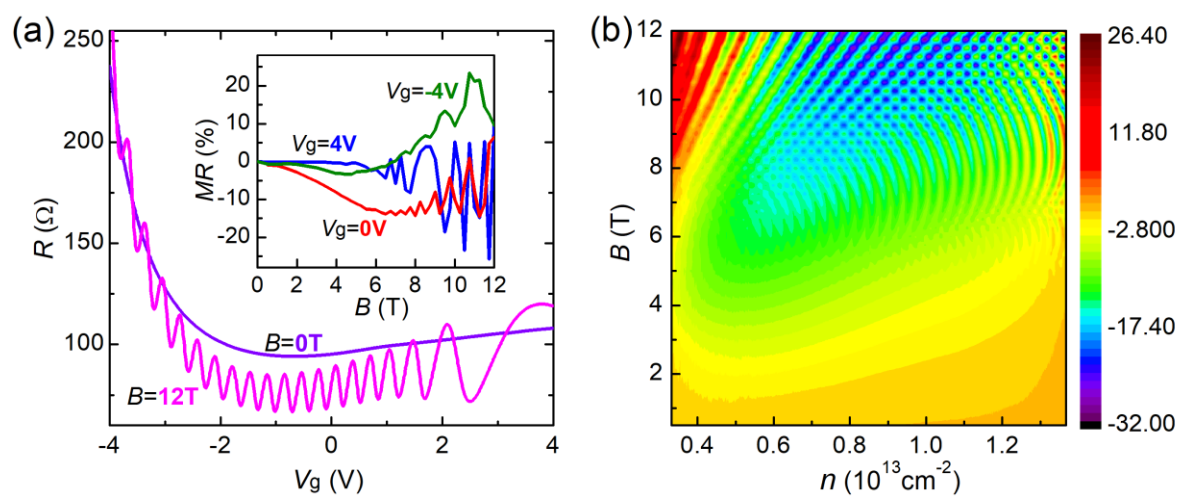 (a)
250
200
150
100
R (Ω)
-4
-2
0
2
4
Vg (V)
B=0T
B=12T
20
10
0
-10
-20
MR (%)
0
2
4
6
8
10
12
B (T)
Vg=-4V
Vg=4V
Vg=0V
(b)
12
10
8
6
4
2
B (T)
0.4
0.6
0.8
1.0
1.2
n (10¹³cm⁻²)
26.40
11.80
-2.800
-17.40
-32.00